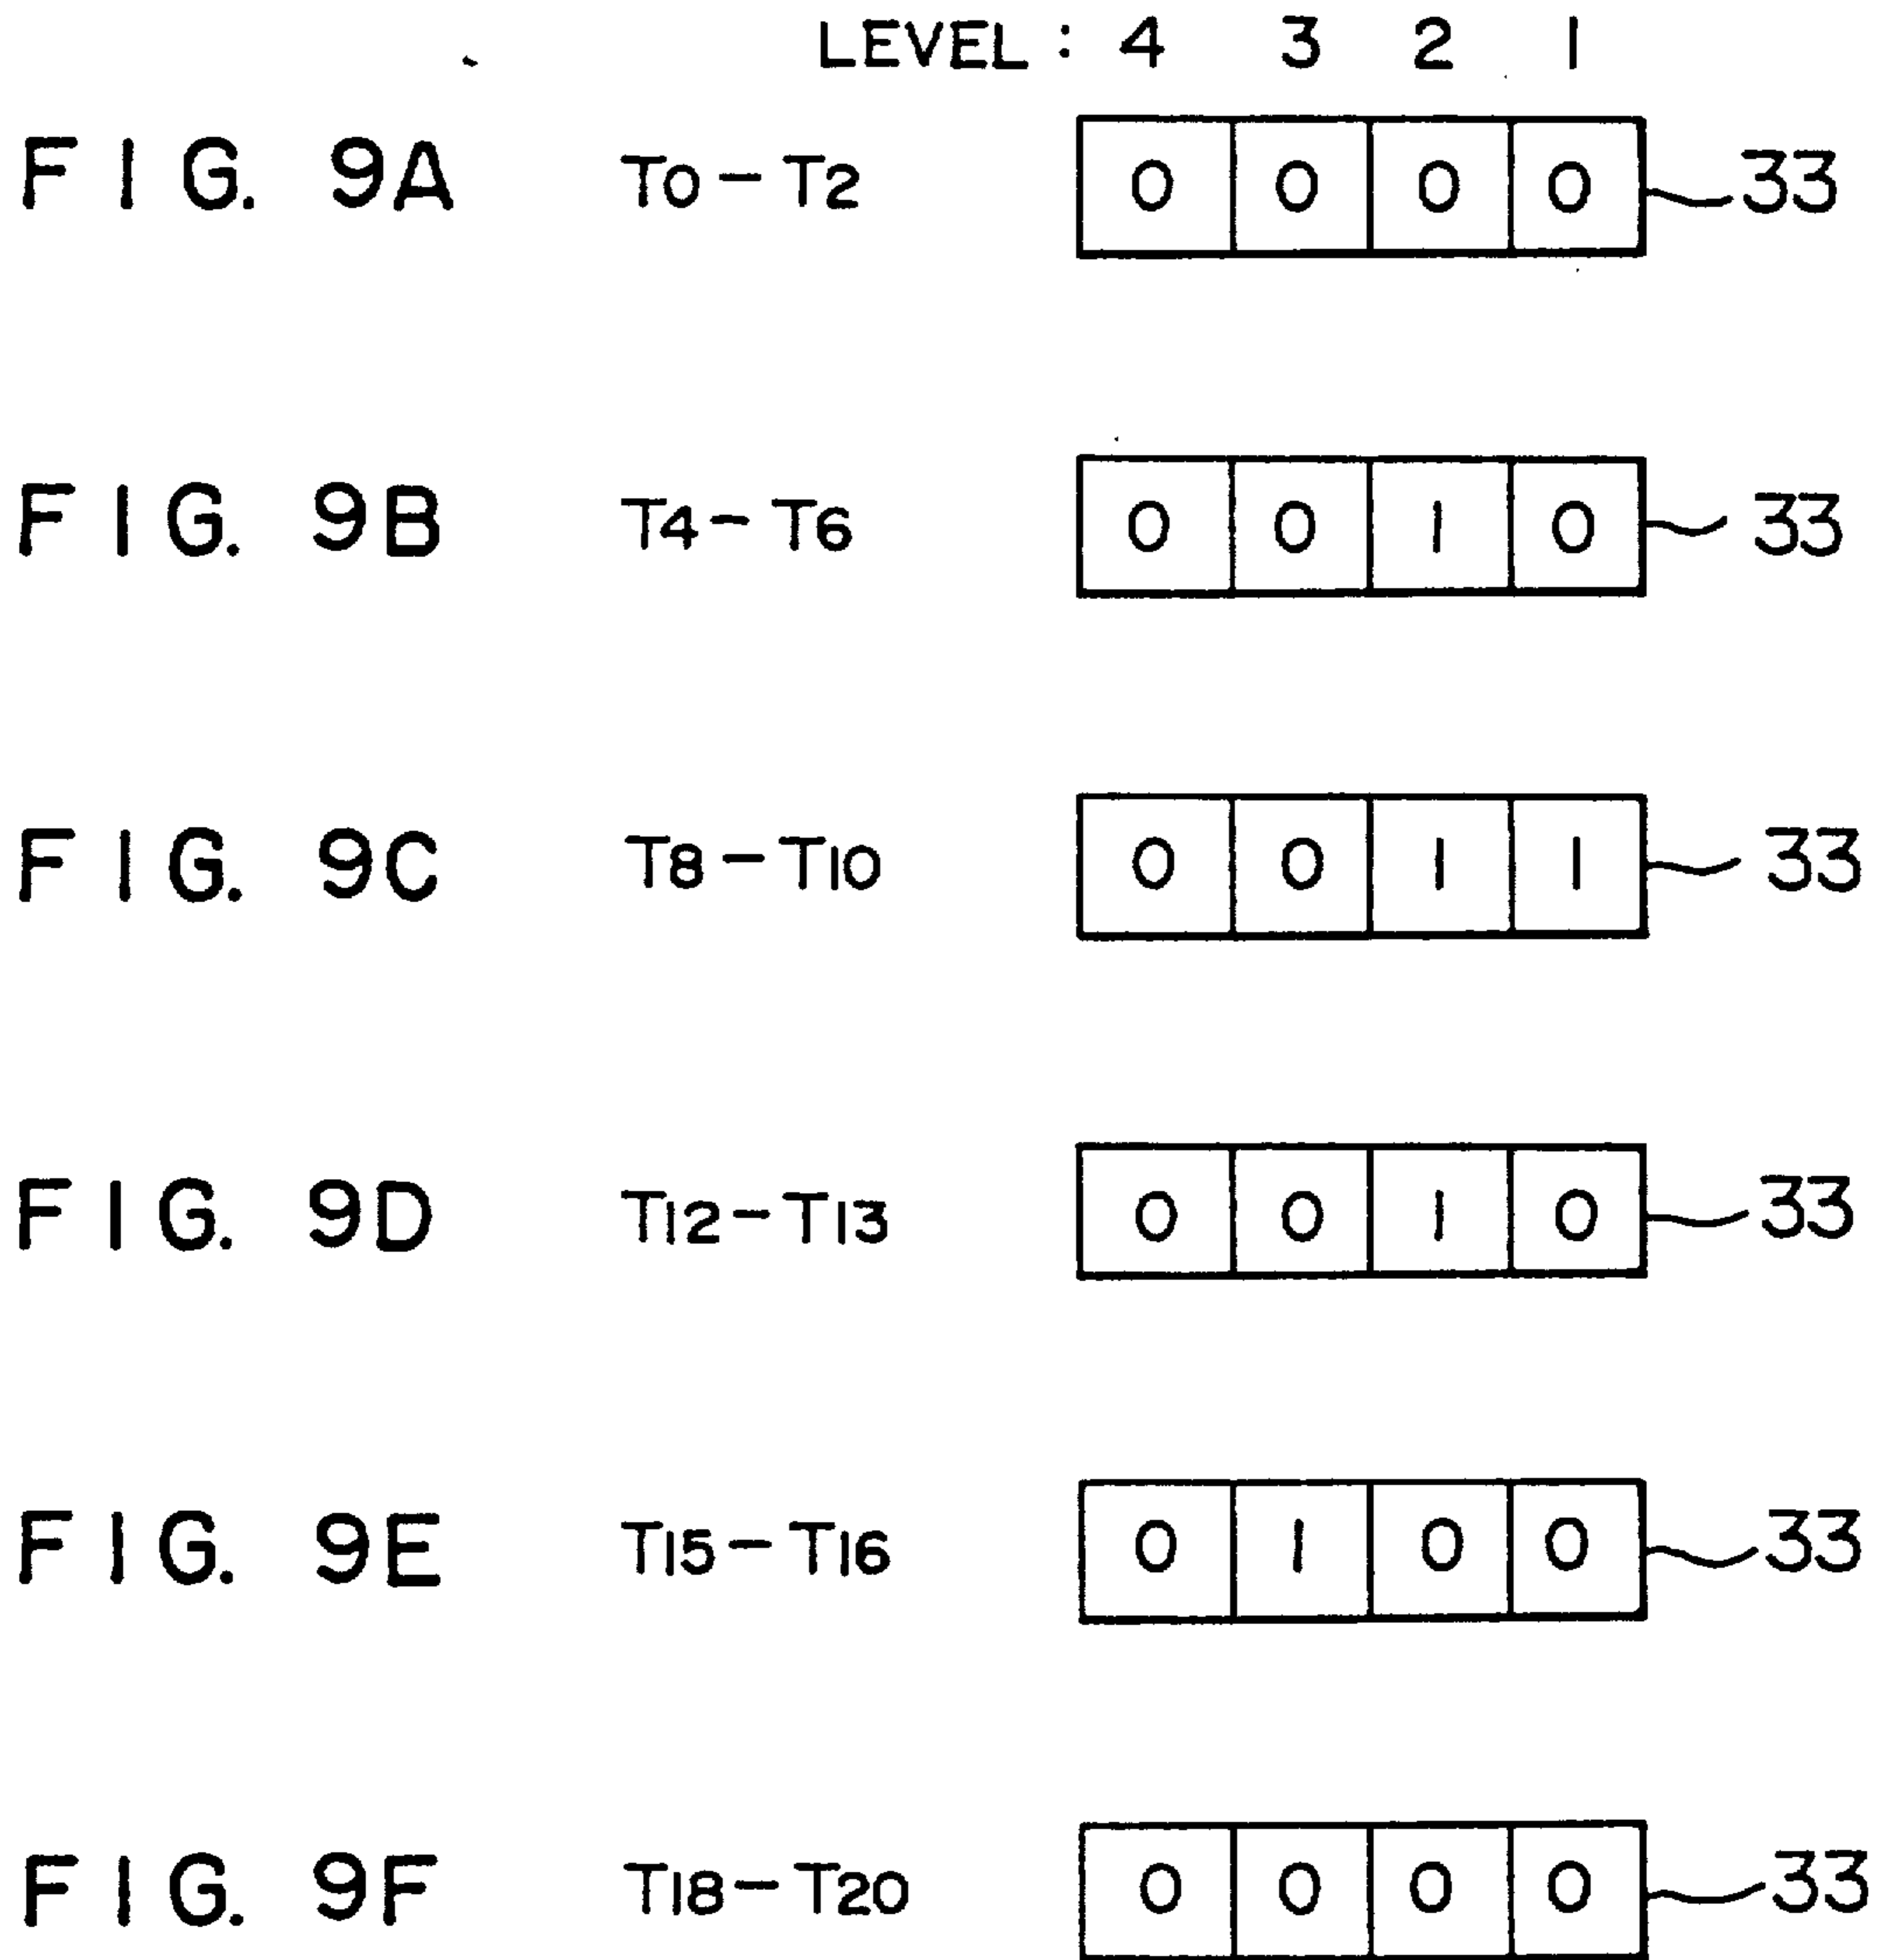 LEVEL : 4 3 2 1
FIG. 9A T0-T2 0 0 0 0 33
FIG. 9B T4-T6 0 0 1 0 33
FIG. 9C T8-T10 0 0 1 1 33
FIG. 9D T12-T13 0 0 1 0 33
FIG. 9E T15-T16 0 1 0 0 33
FIG. 9F T18-T20 0 0 0 0 33